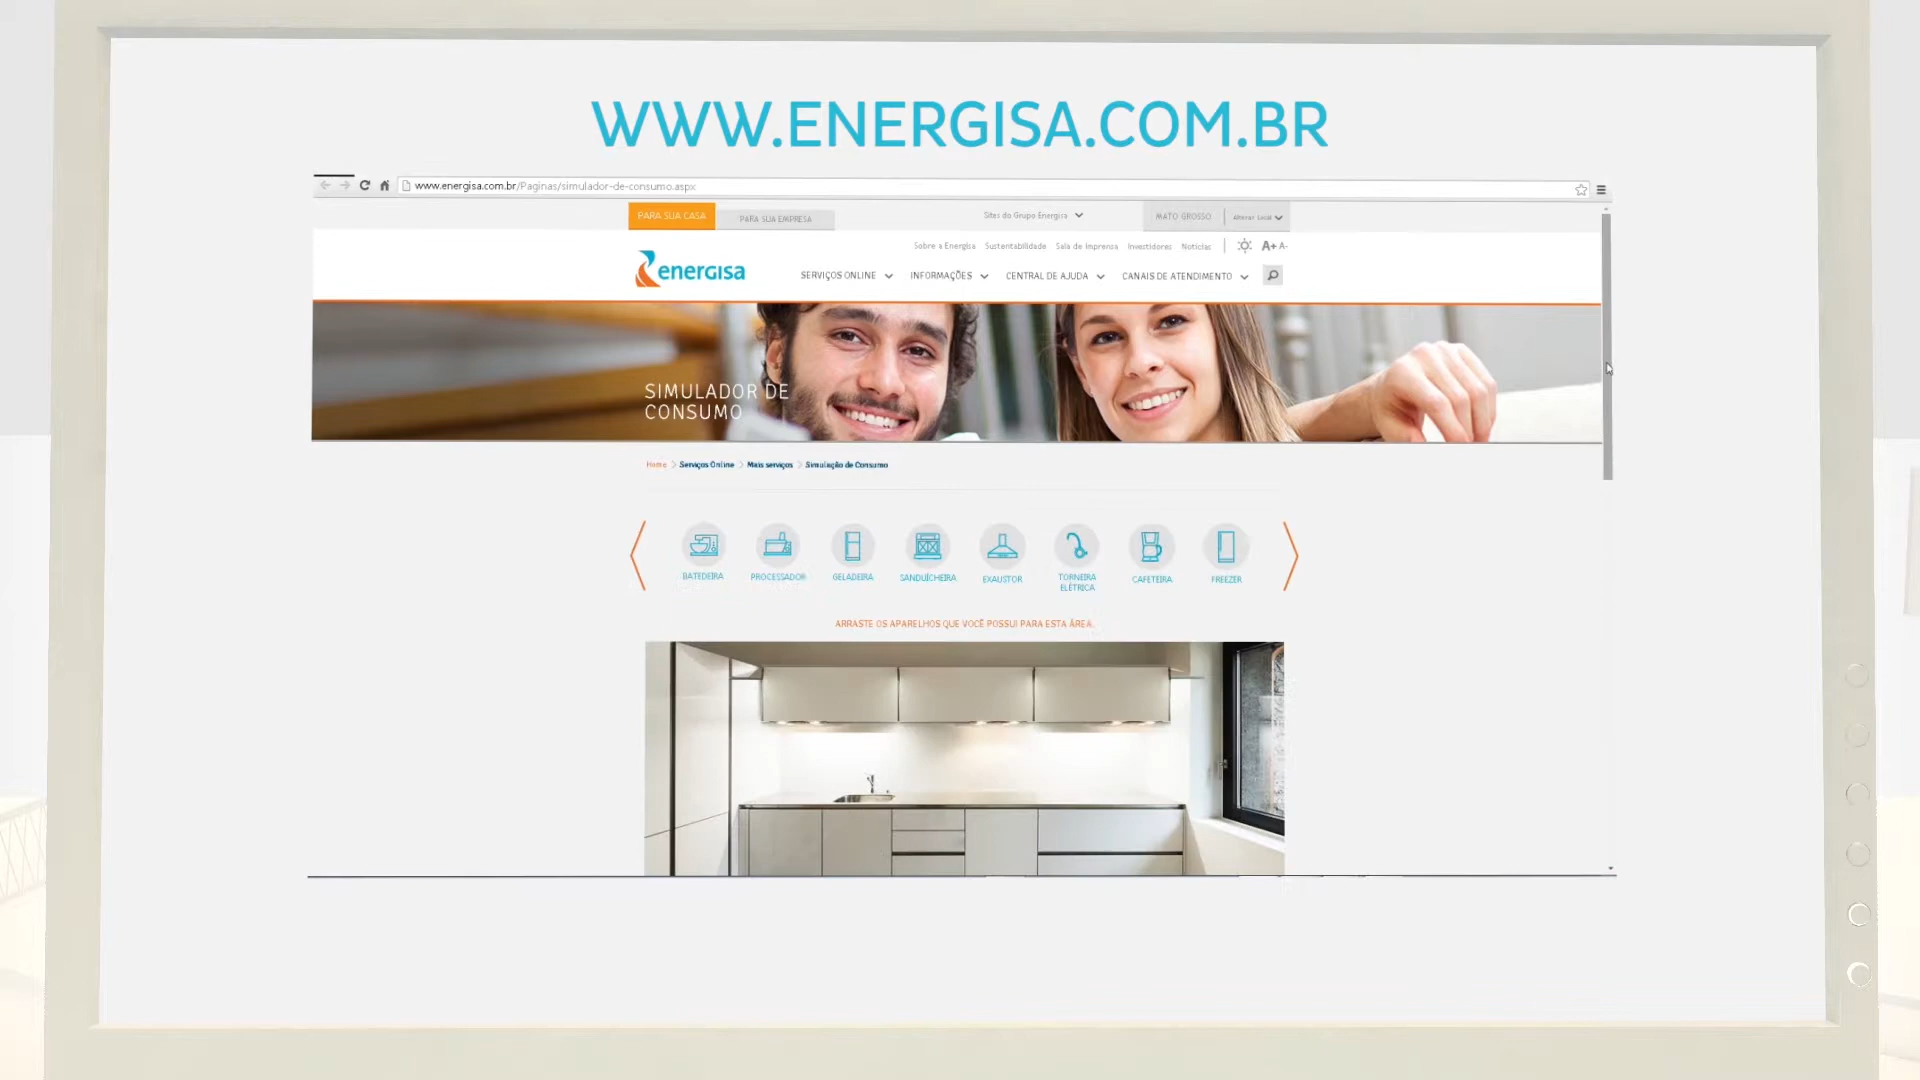 WWW.ENERGISA.COM.BR
www.energisa.com.br/Paginas/simulador-de-consumo.aspx
PARA SUA CASA
PARA SUA EMPRESA
Sites do Grupo Energisa
MATO GROSSO
Alterar Local
Sobre a Energisa
Sustentabilidade
Sala de Imprensa
Investidores
Notícias
A+ A-
energisa
SERVIÇOS ONLINE
INFORMAÇÕES
CENTRAL DE AJUDA
CANAIS DE ATENDIMENTO
SIMULADOR DE
CONSUMO
Home > Serviços Online > Mais serviços > Simulação de Consumo
BATEDEIRA
PROCESSADOR
GELADEIRA
SANDUÍCHEIRA
EXAUSTOR
TORNEIRA
ELÉTRICA
CAFETEIRA
FREEZER
ARRASTE OS APARELHOS QUE VOCÊ POSSUI PARA ESTA ÁREA.